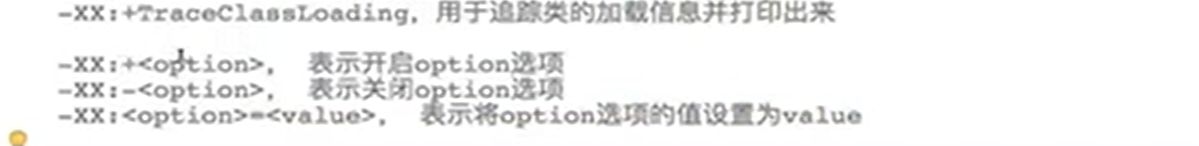 -XX:+TraceClassLoading，用于追踪类的加载信息并打印出来
-XX:+<option>， 表示开启option选项
-XX:-<option>， 表示关闭option选项
-XX:<option>=<value>， 表示将option选项的值设置为value